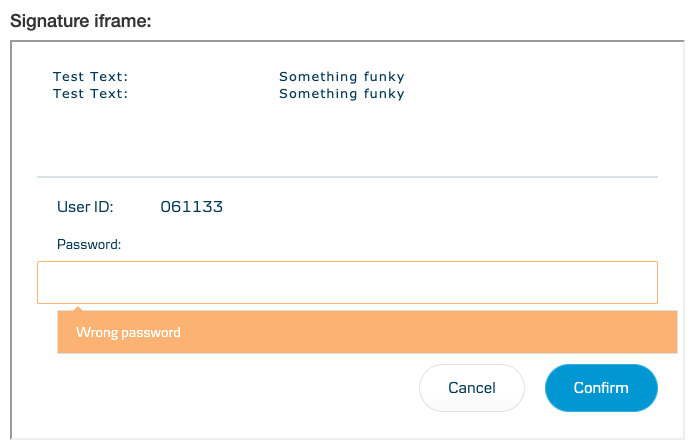 Signature iframe:
Test Text: Something funky
Test Text: Something funky
User ID: 061133
Password:
Wrong password
Cancel Confirm